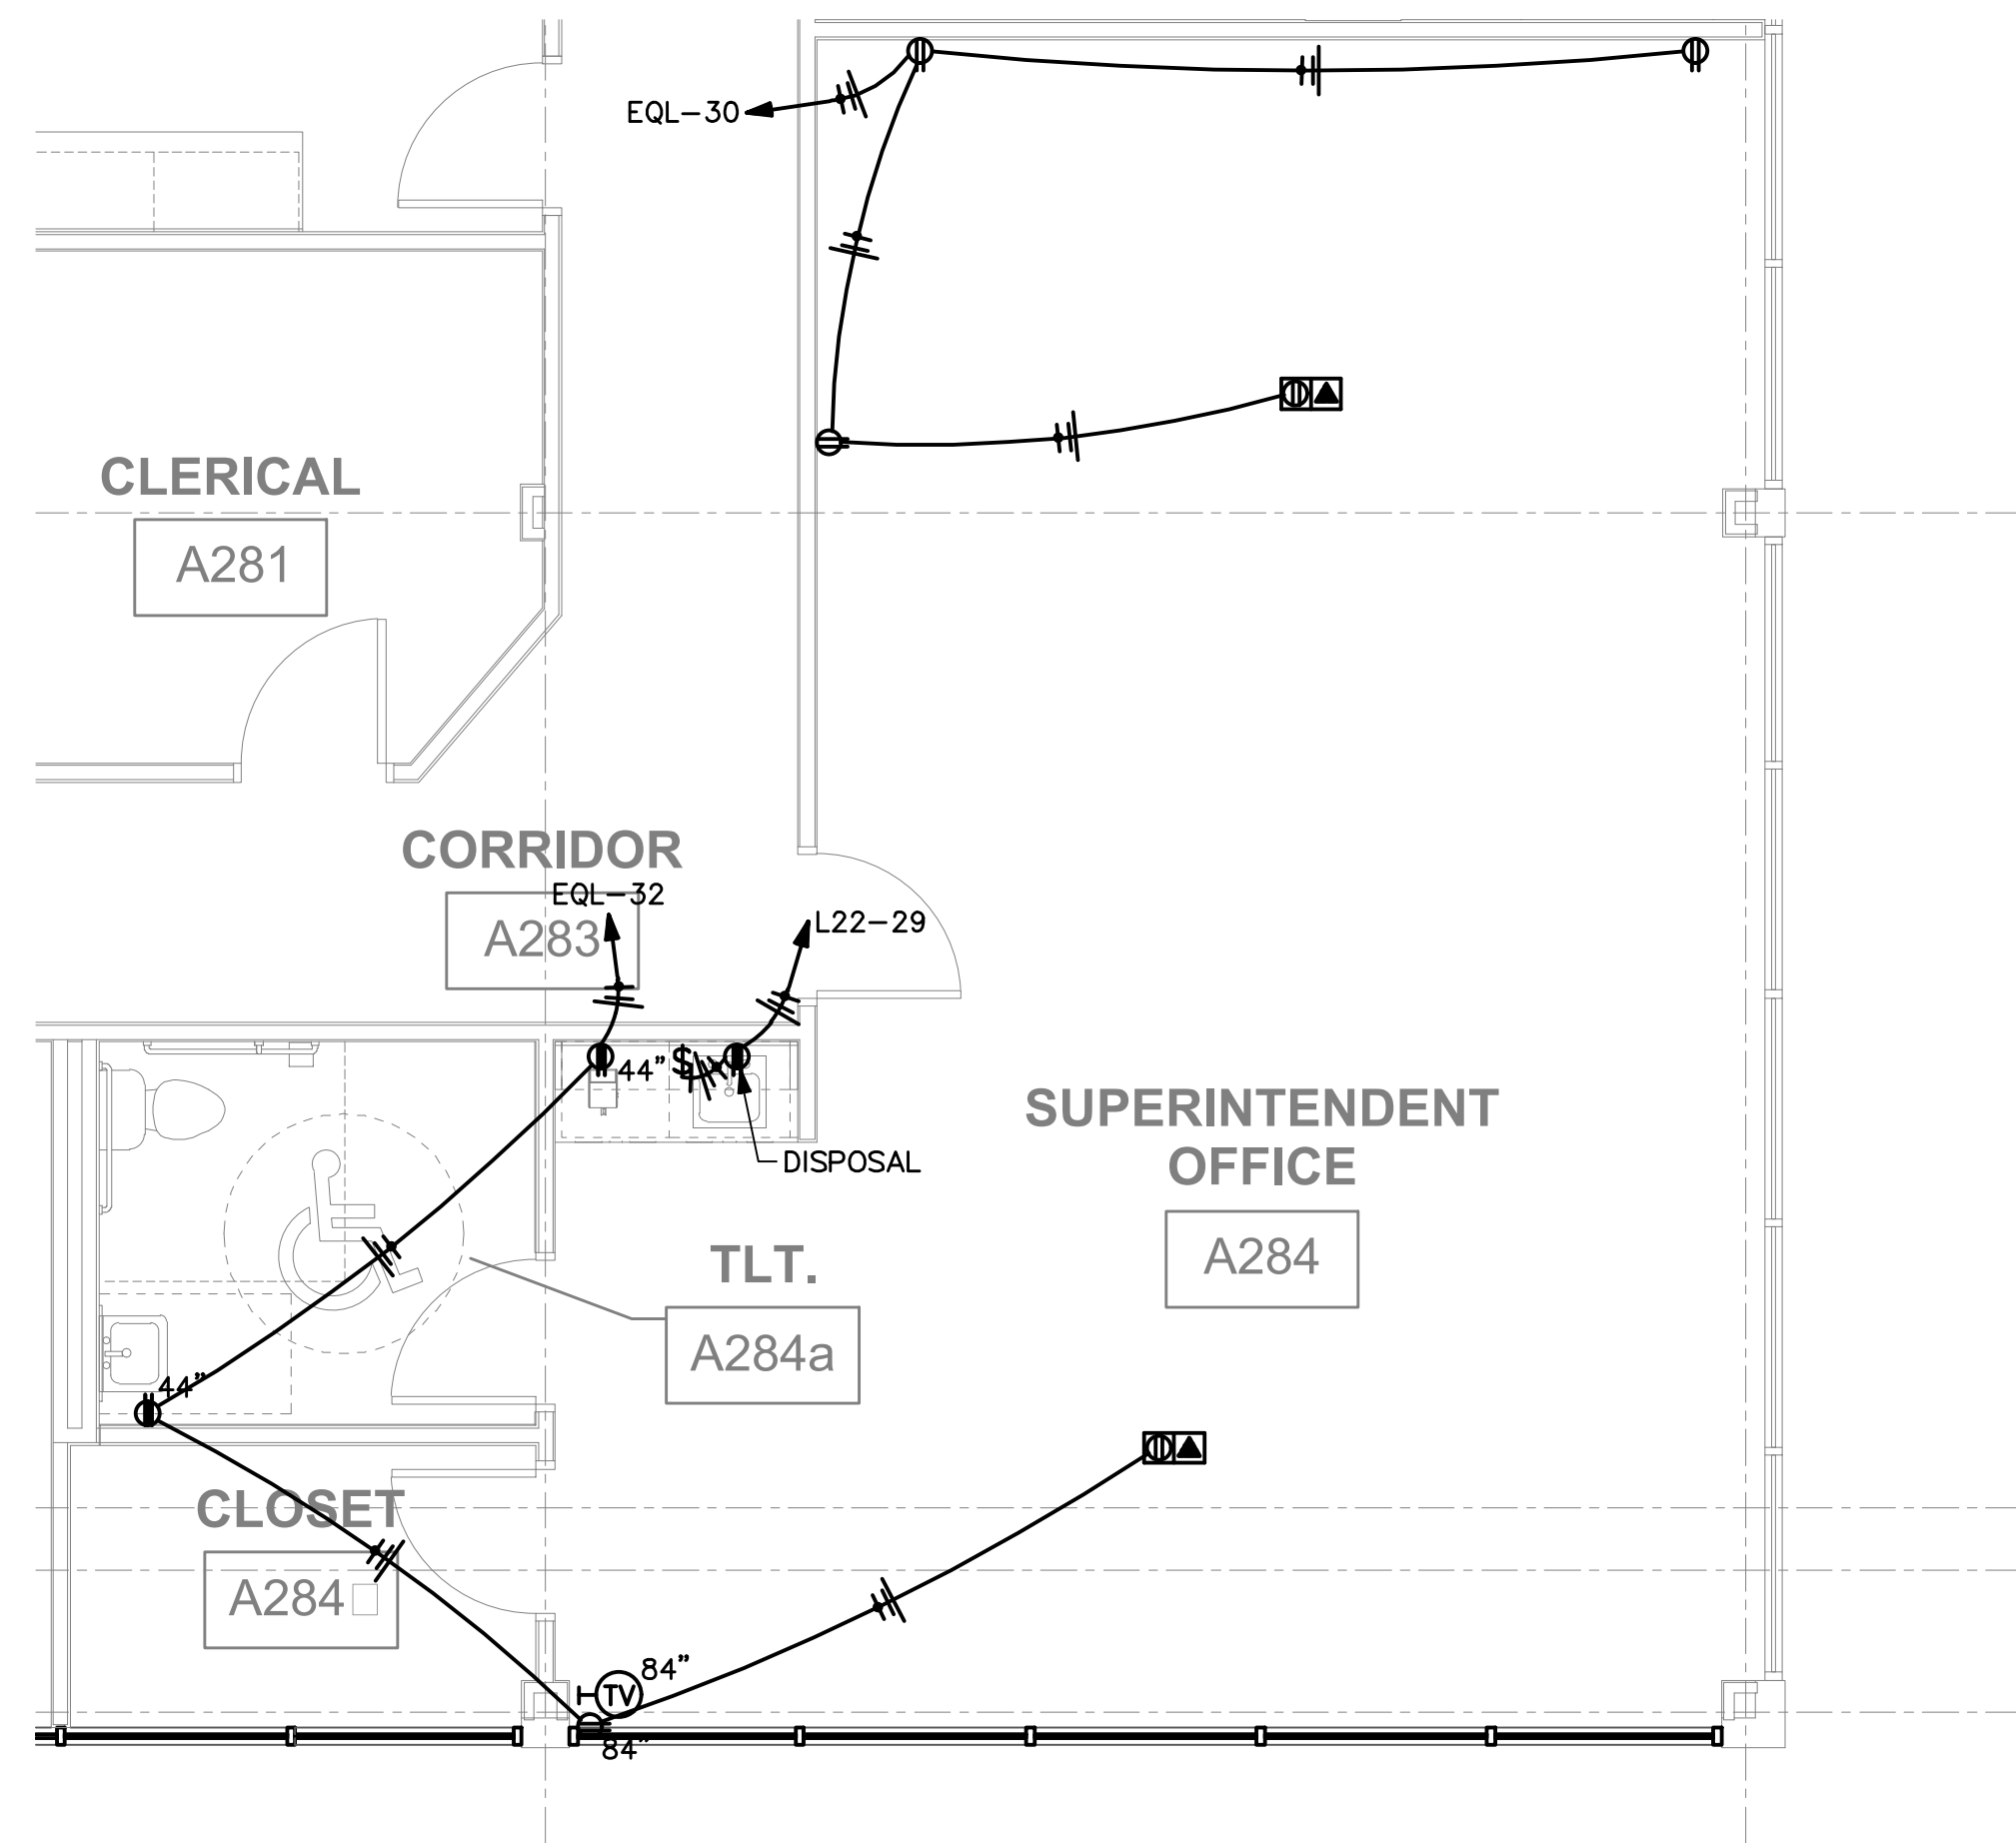 EQL-30
CLERICAL
A281
CORRIDOR
EQL-32
A283
L22-29
44"
$
DISPOSAL
SUPERINTENDENT
OFFICE
A284
TLT.
A284a
44"
CLOSET
A284
84"
TV
84"